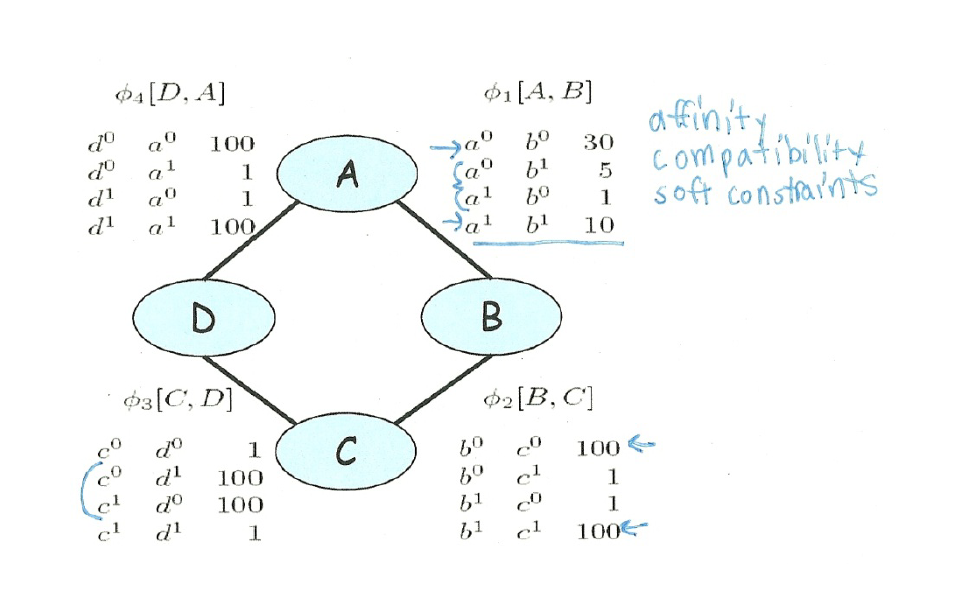 ϕ₄[D, A]
d⁰ a⁰ 100
d⁰ a¹ 1
d¹ a⁰ 1
d¹ a¹ 100
ϕ₁[A, B]
a⁰ b⁰ 30
a⁰ b¹ 5
a¹ b⁰ 1
a¹ b¹ 10
affinity
compatibility
soft constraints
A
D
B
C
ϕ₃[C, D]
c⁰ d⁰ 1
c⁰ d¹ 100
c¹ d⁰ 100
c¹ d¹ 1
ϕ₂[B, C]
b⁰ c⁰ 100
b⁰ c¹ 1
b¹ c⁰ 1
b¹ c¹ 100